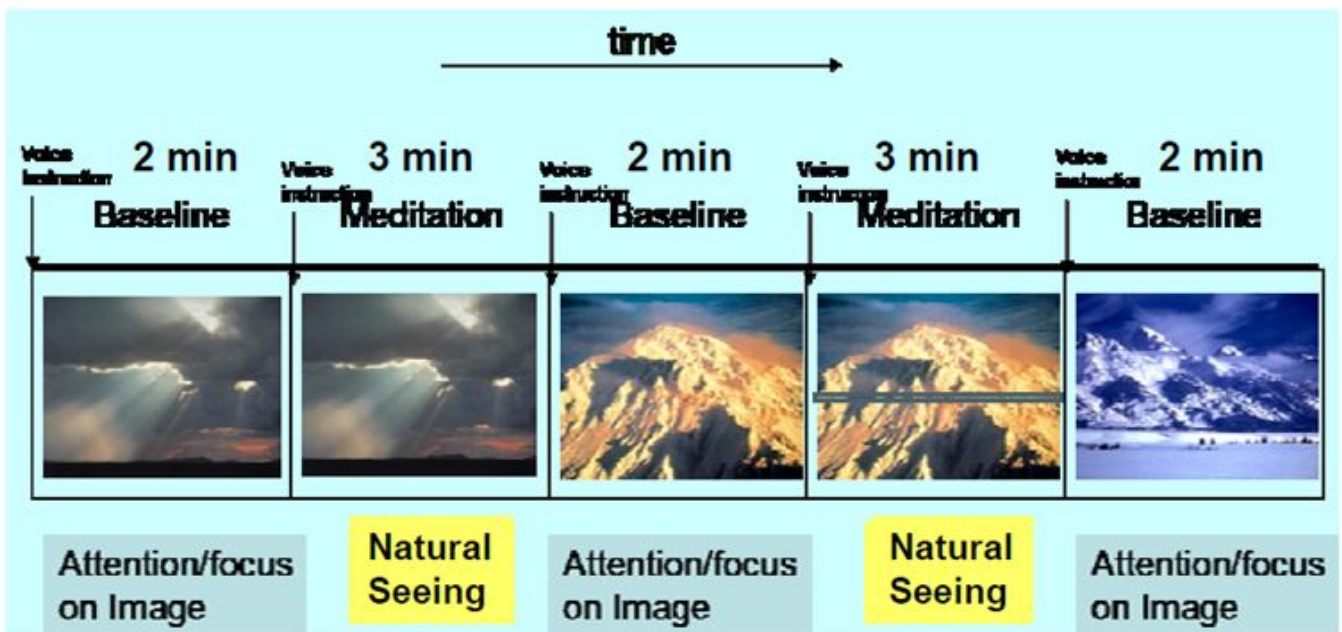 time
Voice
instruction
2 min
Baseline
Voice
instruction
3 min
Meditation
Voice
instruction
2 min
Baseline
Voice
3 min
Meditation
Voice
instruction
2 min
Baseline
Attention/focus
on Image
Natural
Seeing
Attention/focus
on Image
Natural
Seeing
Attention/focus
on Image